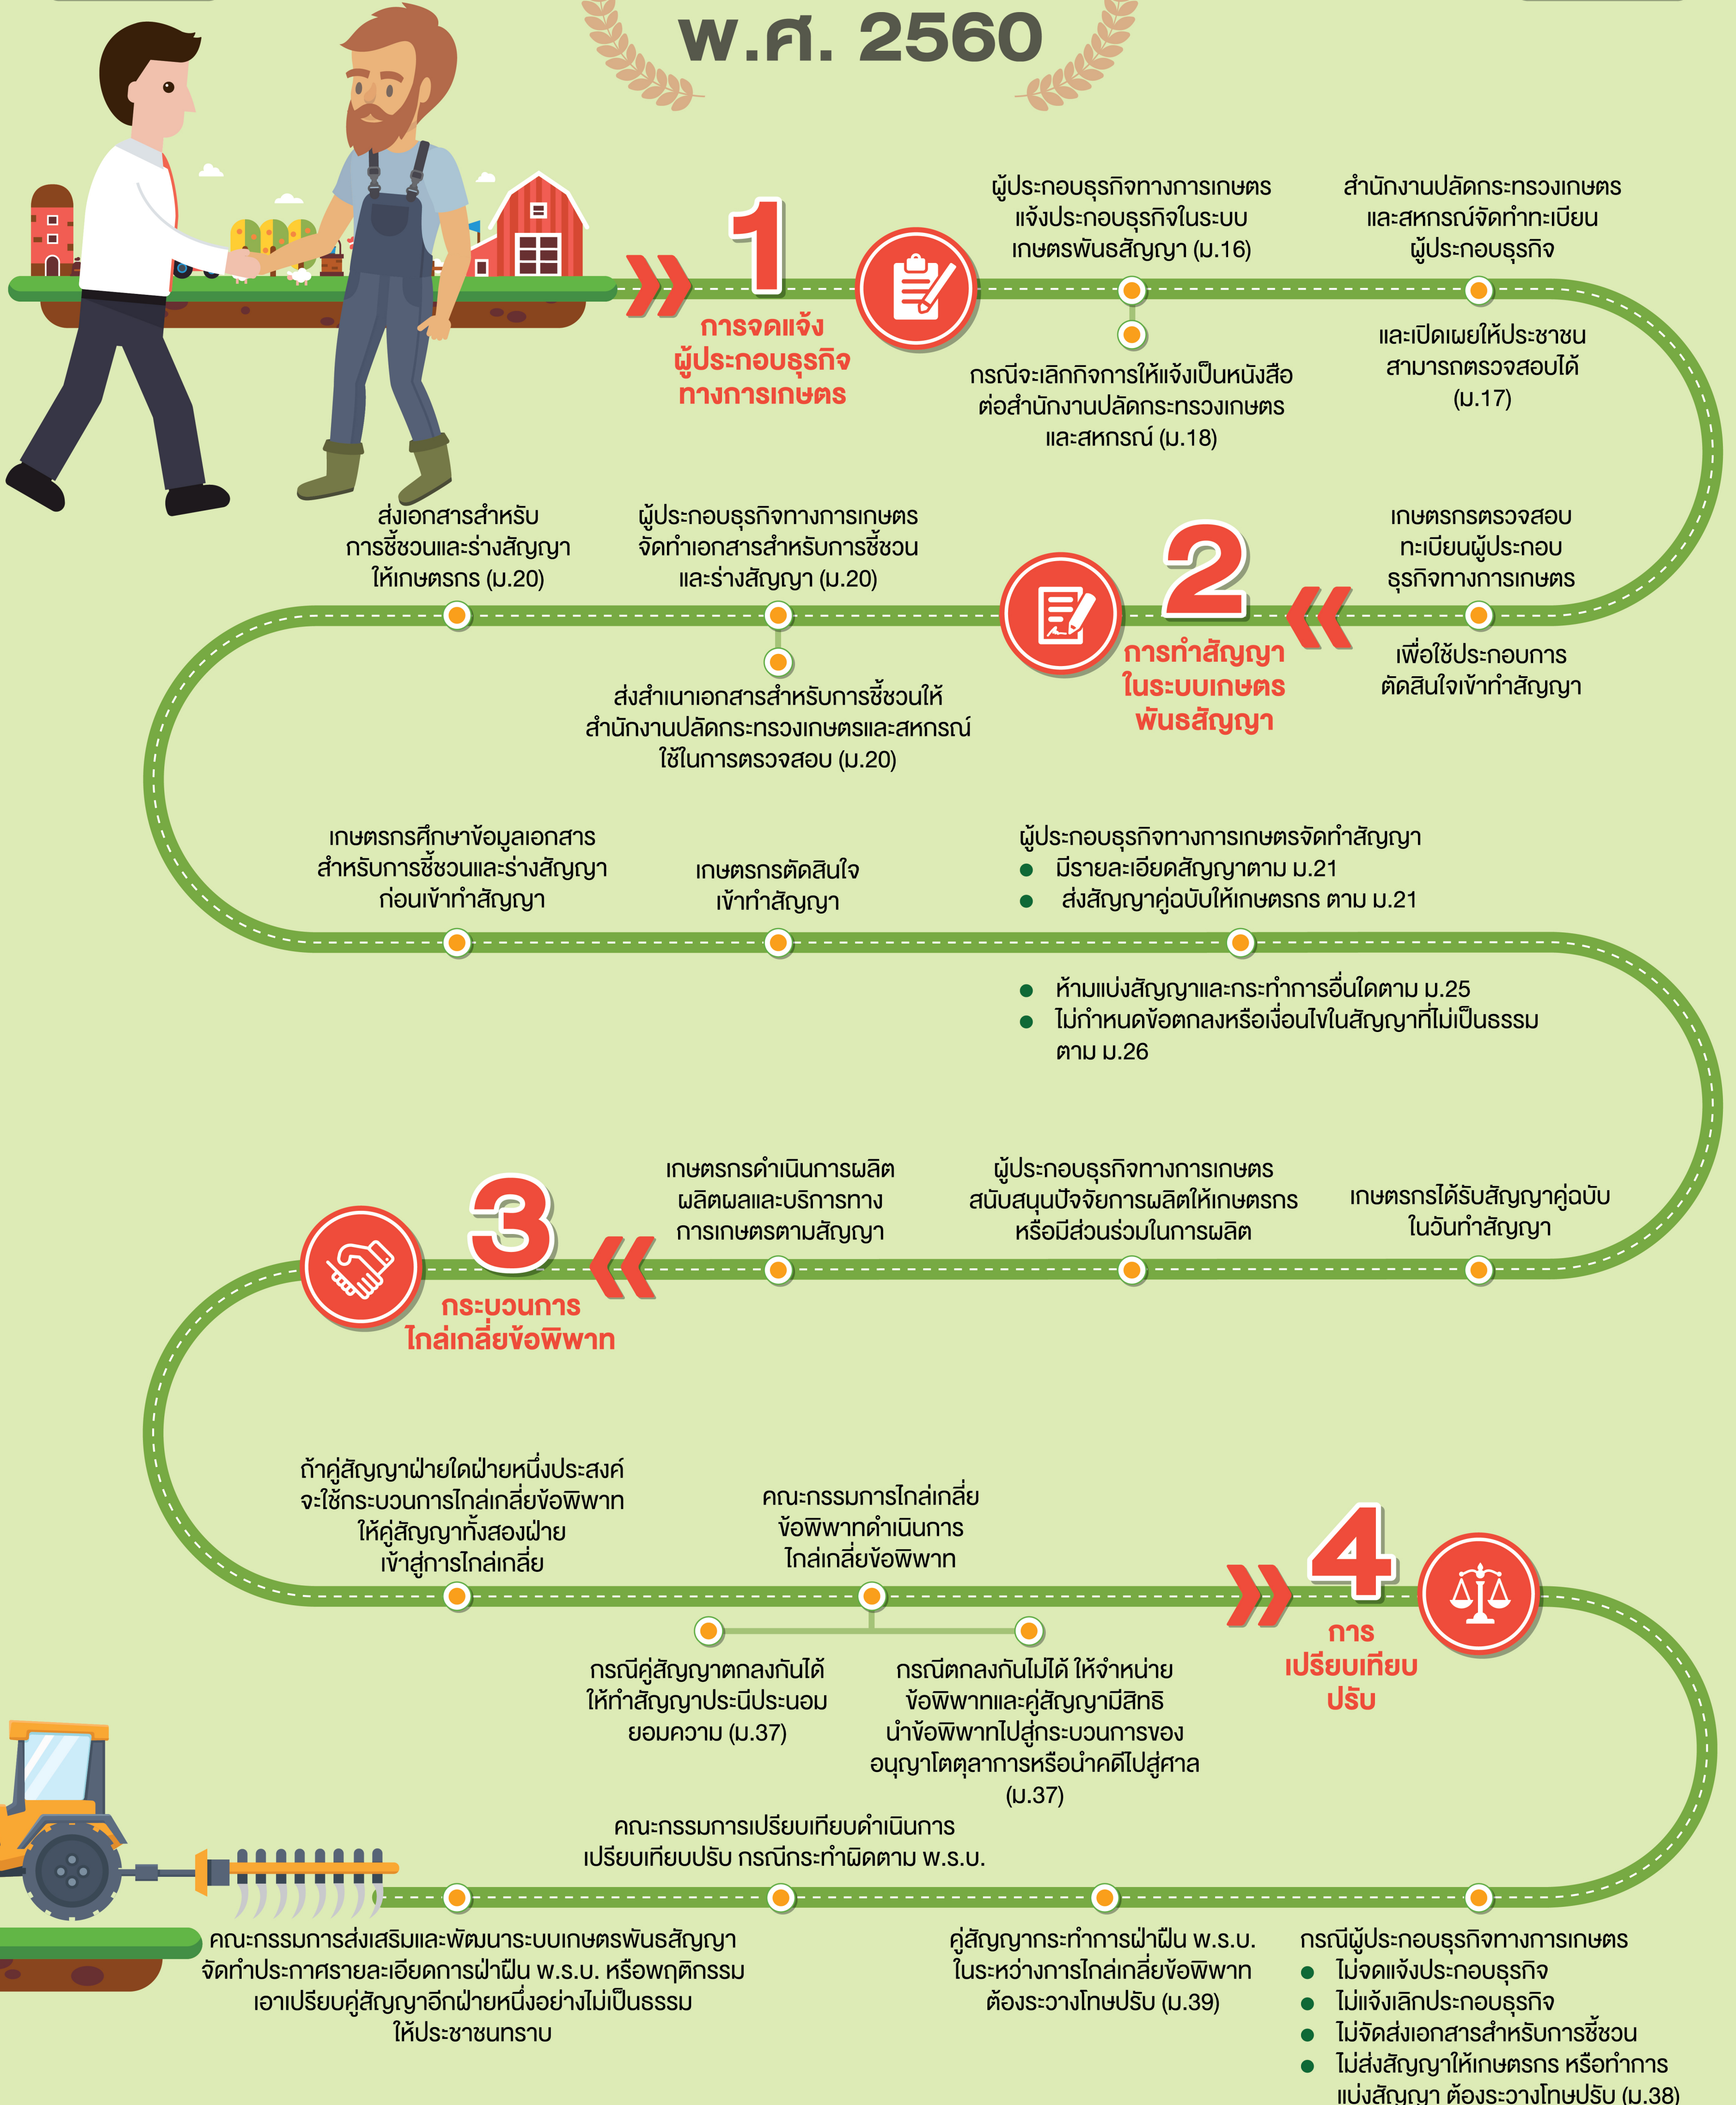 พ.ศ. 2560
1
การจดแจ้ง
ผู้ประกอบธุรกิจ
ทางการเกษตร
ผู้ประกอบธุรกิจทางการเกษตร
แจ้งประกอบธุรกิจในระบบ
เกษตรพันธสัญญา (ม.16)
กรณีจะเลิกกิจการให้แจ้งเป็นหนังสือ
ต่อสำนักงานปลัดกระทรวงเกษตร
และสหกรณ์ (ม.18)
สำนักงานปลัดกระทรวงเกษตร
และสหกรณ์จัดทำทะเบียน
ผู้ประกอบธุรกิจ
และเปิดเผยให้ประชาชน
สามารถตรวจสอบได้
(ม.17)
เกษตรกรตรวจสอบ
ทะเบียนผู้ประกอบ
ธุรกิจทางการเกษตร
เพื่อใช้ประกอบการ
ตัดสินใจเข้าทำสัญญา
2
การทำสัญญา
ในระบบเกษตร
พันธสัญญา
ผู้ประกอบธุรกิจทางการเกษตร
จัดทำเอกสารสำหรับการชี้ชวน
และร่างสัญญา (ม.20)
ส่งสำเนาเอกสารสำหรับการชี้ชวนให้
สำนักงานปลัดกระทรวงเกษตรและสหกรณ์
ใช้ในการตรวจสอบ (ม.20)
ส่งเอกสารสำหรับ
การชี้ชวนและร่างสัญญา
ให้เกษตรกร (ม.20)
เกษตรกรศึกษาข้อมูลเอกสาร
สำหรับการชี้ชวนและร่างสัญญา
ก่อนเข้าทำสัญญา
เกษตรกรตัดสินใจ
เข้าทำสัญญา
ผู้ประกอบธุรกิจทางการเกษตรจัดทำสัญญา
● มีรายละเอียดสัญญาตาม ม.21
● ส่งสัญญาคู่ฉบับให้เกษตรกร ตาม ม.21
● ห้ามแบ่งสัญญาและกระทำการอื่นใดตาม ม.25
● ไม่กำหนดข้อตกลงหรือเงื่อนไขในสัญญาที่ไม่เป็นธรรม
ตาม ม.26
เกษตรกรได้รับสัญญาคู่ฉบับ
ในวันทำสัญญา
ผู้ประกอบธุรกิจทางการเกษตร
สนับสนุนปัจจัยการผลิตให้เกษตรกร
หรือมีส่วนร่วมในการผลิต
เกษตรกรดำเนินการผลิต
ผลิตผลและบริการทาง
การเกษตรตามสัญญา
3
กระบวนการ
ไกล่เกลี่ยข้อพิพาท
ถ้าคู่สัญญาฝ่ายใดฝ่ายหนึ่งประสงค์
จะใช้กระบวนการไกล่เกลี่ยข้อพิพาท
ให้คู่สัญญาทั้งสองฝ่าย
เข้าสู่การไกล่เกลี่ย
คณะกรรมการไกล่เกลี่ย
ข้อพิพาทดำเนินการ
ไกล่เกลี่ยข้อพิพาท
กรณีคู่สัญญาตกลงกันได้
ให้ทำสัญญาประนีประนอม
ยอมความ (ม.37)
กรณีตกลงกันไม่ได้ ให้จำหน่าย
ข้อพิพาทและคู่สัญญามีสิทธิ
นำข้อพิพาทไปสู่กระบวนการของ
อนุญาโตตุลาการหรือนำคดีไปสู่ศาล
(ม.37)
4
การ
เปรียบเทียบ
ปรับ
กรณีผู้ประกอบธุรกิจทางการเกษตร
● ไม่จดแจ้งประกอบธุรกิจ
● ไม่แจ้งเลิกประกอบธุรกิจ
● ไม่จัดส่งเอกสารสำหรับการชี้ชวน
● ไม่ส่งสัญญาให้เกษตรกร หรือทำการ
แบ่งสัญญา ต้องระวางโทษปรับ (ม.38)
คู่สัญญากระทำการฝ่าฝืน พ.ร.บ.
ในระหว่างการไกล่เกลี่ยข้อพิพาท
ต้องระวางโทษปรับ (ม.39)
คณะกรรมการเปรียบเทียบดำเนินการ
เปรียบเทียบปรับ กรณีกระทำผิดตาม พ.ร.บ.
คณะกรรมการส่งเสริมและพัฒนาระบบเกษตรพันธสัญญา
จัดทำประกาศรายละเอียดการฝ่าฝืน พ.ร.บ. หรือพฤติกรรม
เอาเปรียบคู่สัญญาอีกฝ่ายหนึ่งอย่างไม่เป็นธรรม
ให้ประชาชนทราบ